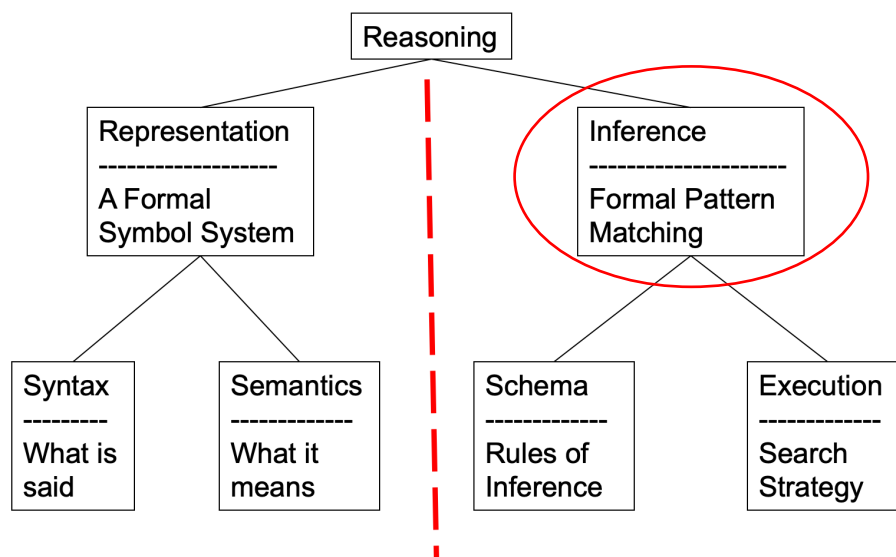 Reasoning
Representation
-------------------
A Formal
Symbol System
Inference
---------------------
Formal Pattern
Matching
Syntax
---------
What is
said
Semantics
-------------
What it
means
Schema
-------------
Rules of
Inference
Execution
-------------
Search
Strategy